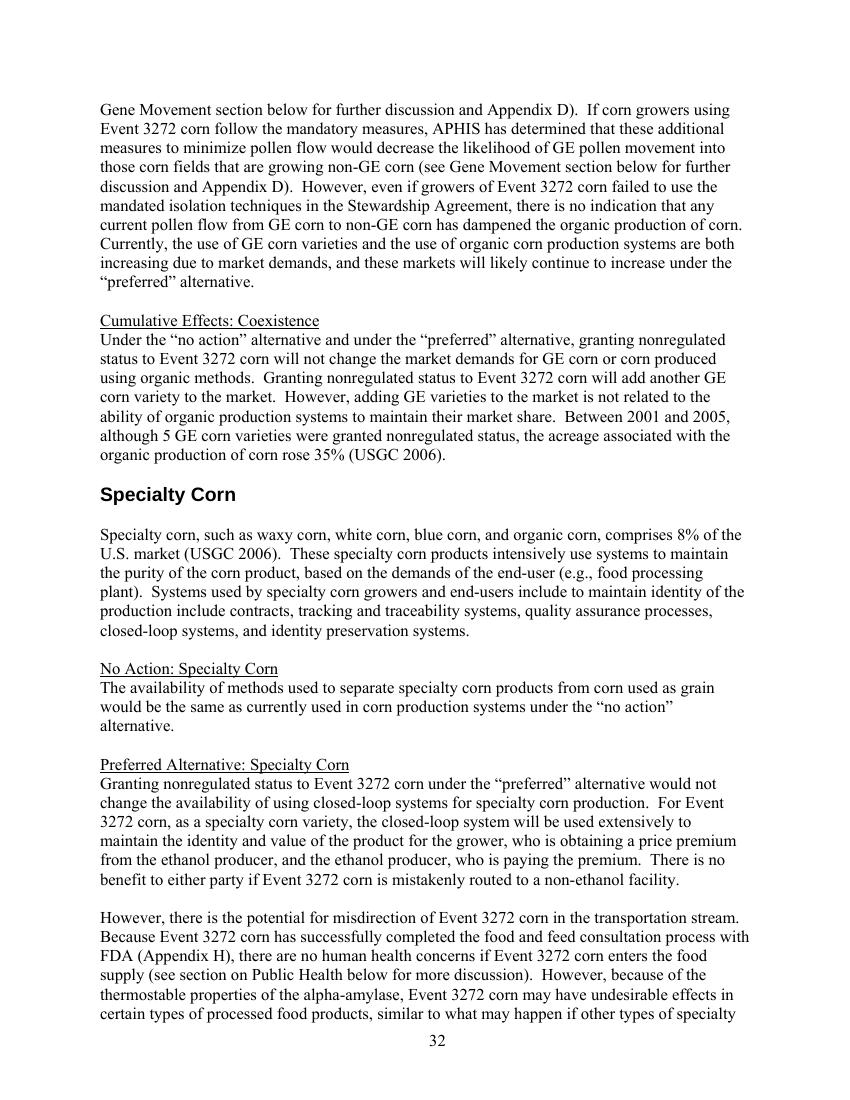 Gene Movement section below for further discussion and Appendix D).  If corn growers using
Event 3272 corn follow the mandatory measures, APHIS has determined that these additional
measures to minimize pollen flow would decrease the likelihood of GE pollen movement into
those corn fields that are growing non-GE corn (see Gene Movement section below for further
discussion and Appendix D).  However, even if growers of Event 3272 corn failed to use the
mandated isolation techniques in the Stewardship Agreement, there is no indication that any
current pollen flow from GE corn to non-GE corn has dampened the organic production of corn.
Currently, the use of GE corn varieties and the use of organic corn production systems are both
increasing due to market demands, and these markets will likely continue to increase under the
“preferred” alternative.
Cumulative Effects: Coexistence
Under the “no action” alternative and under the “preferred” alternative, granting nonregulated
status to Event 3272 corn will not change the market demands for GE corn or corn produced
using organic methods.  Granting nonregulated status to Event 3272 corn will add another GE
corn variety to the market.  However, adding GE varieties to the market is not related to the
ability of organic production systems to maintain their market share.  Between 2001 and 2005,
although 5 GE corn varieties were granted nonregulated status, the acreage associated with the
organic production of corn rose 35% (USGC 2006).
Specialty Corn
Specialty corn, such as waxy corn, white corn, blue corn, and organic corn, comprises 8% of the
U.S. market (USGC 2006).  These specialty corn products intensively use systems to maintain
the purity of the corn product, based on the demands of the end-user (e.g., food processing
plant).  Systems used by specialty corn growers and end-users include to maintain identity of the
production include contracts, tracking and traceability systems, quality assurance processes,
closed-loop systems, and identity preservation systems.
No Action: Specialty Corn
The availability of methods used to separate specialty corn products from corn used as grain
would be the same as currently used in corn production systems under the “no action”
alternative.
Preferred Alternative: Specialty Corn
Granting nonregulated status to Event 3272 corn under the “preferred” alternative would not
change the availability of using closed-loop systems for specialty corn production.  For Event
3272 corn, as a specialty corn variety, the closed-loop system will be used extensively to
maintain the identity and value of the product for the grower, who is obtaining a price premium
from the ethanol producer, and the ethanol producer, who is paying the premium.  There is no
benefit to either party if Event 3272 corn is mistakenly routed to a non-ethanol facility.
However, there is the potential for misdirection of Event 3272 corn in the transportation stream.
Because Event 3272 corn has successfully completed the food and feed consultation process with
FDA (Appendix H), there are no human health concerns if Event 3272 corn enters the food
supply (see section on Public Health below for more discussion).  However, because of the
thermostable properties of the alpha-amylase, Event 3272 corn may have undesirable effects in
certain types of processed food products, similar to what may happen if other types of specialty
32